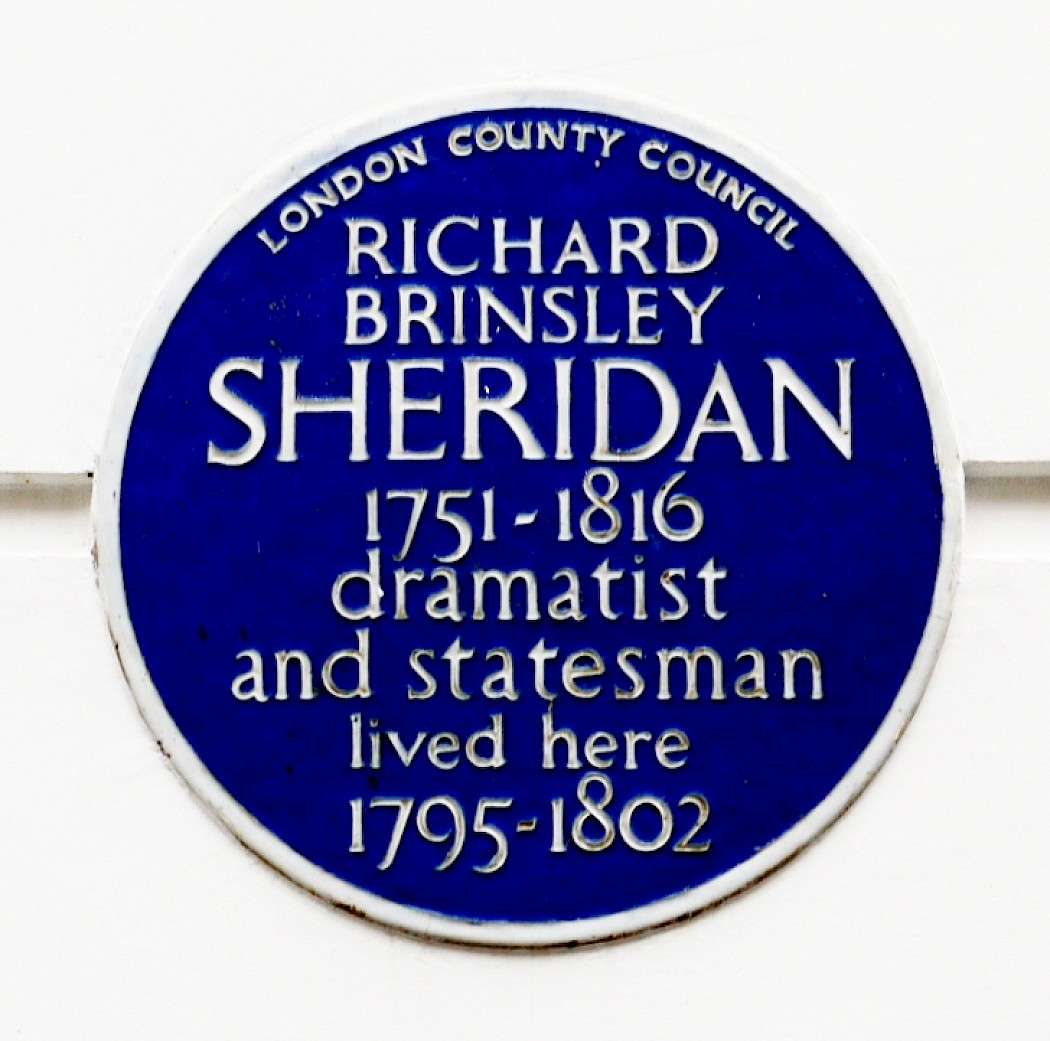 LONDON COUNTY COUNCIL
RICHARD
BRINSLEY
SHERIDAN
1751-1816
dramatist
and statesman
lived here
1795-1802